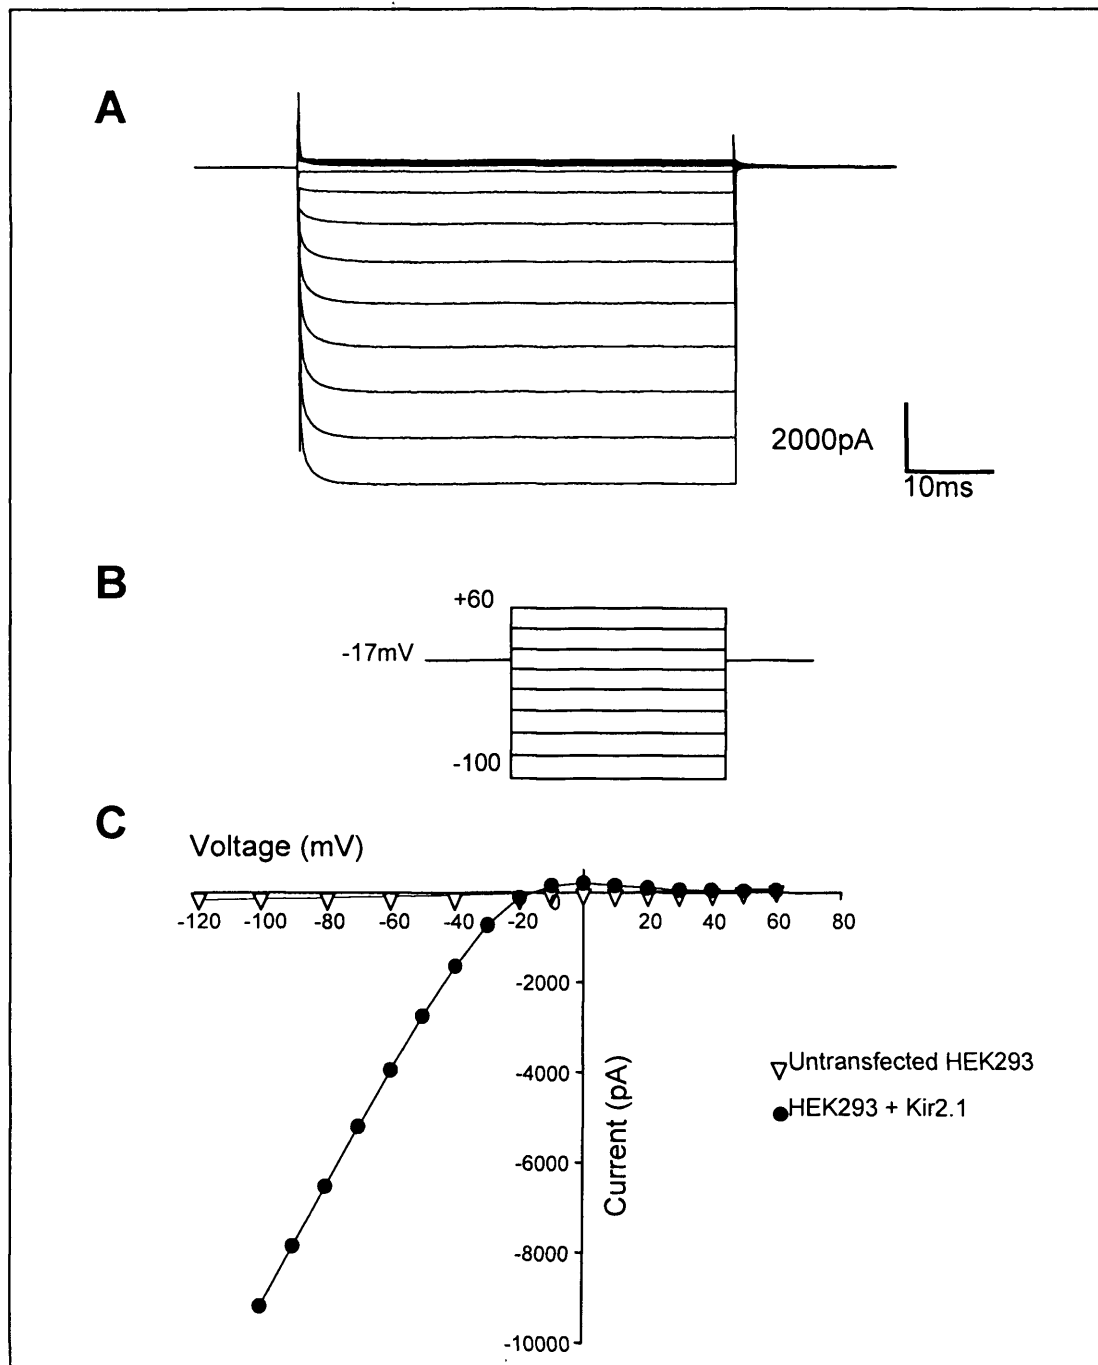 A
2000pA
10ms
B
+60
-17mV
-100
C
Voltage (mV)
-120 -100 -80 -60 -40 -20 0 20 40 60 80
-2000
-4000
-6000
-8000
-10000
Current (pA)
Untransfected HEK293
HEK293 + Kir2.1